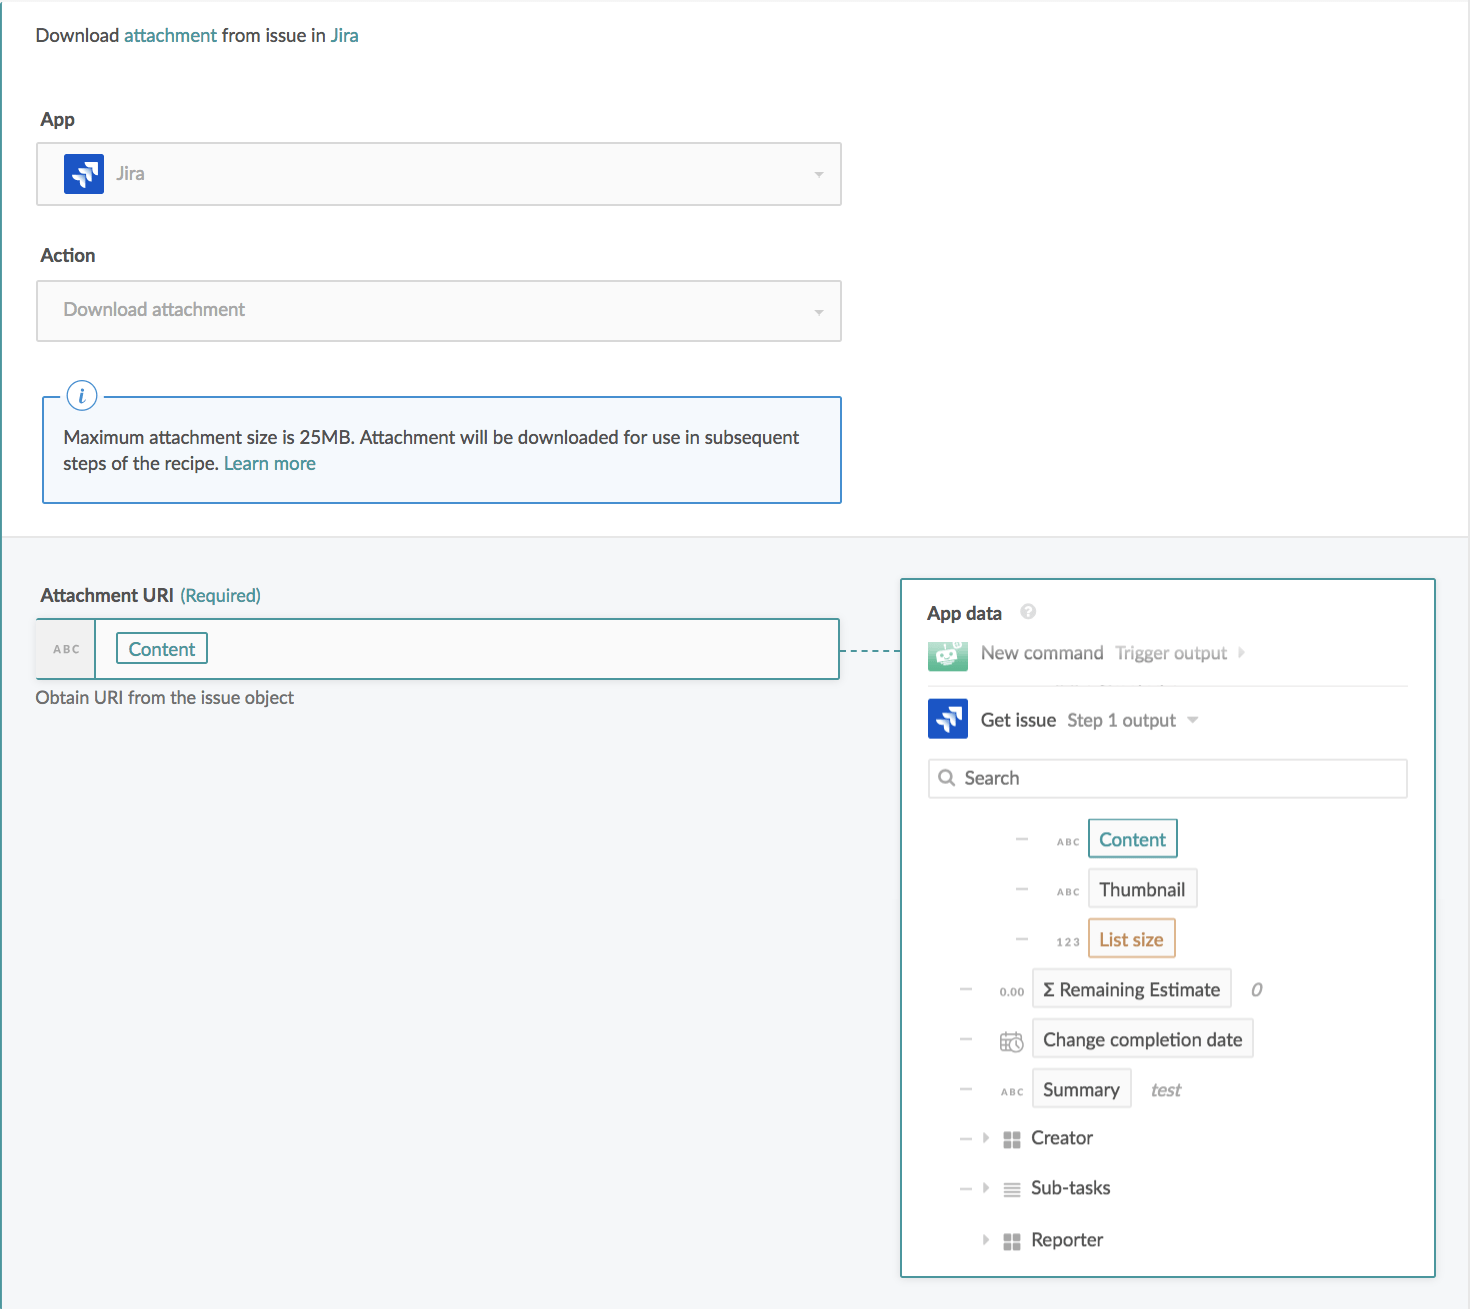 Download attachment from issue in Jira
App
Jira
Action
Download attachment
i
Maximum attachment size is 25MB. Attachment will be downloaded for use in subsequent
steps of the recipe. Learn more
Attachment URI (Required)
ABC Content
Obtain URI from the issue object
App data ?
New command Trigger output
Get issue Step 1 output
Search
ABC Content
ABC Thumbnail
123 List size
0.00 Σ Remaining Estimate 0
Change completion date
ABC Summary test
Creator
Sub-tasks
Reporter